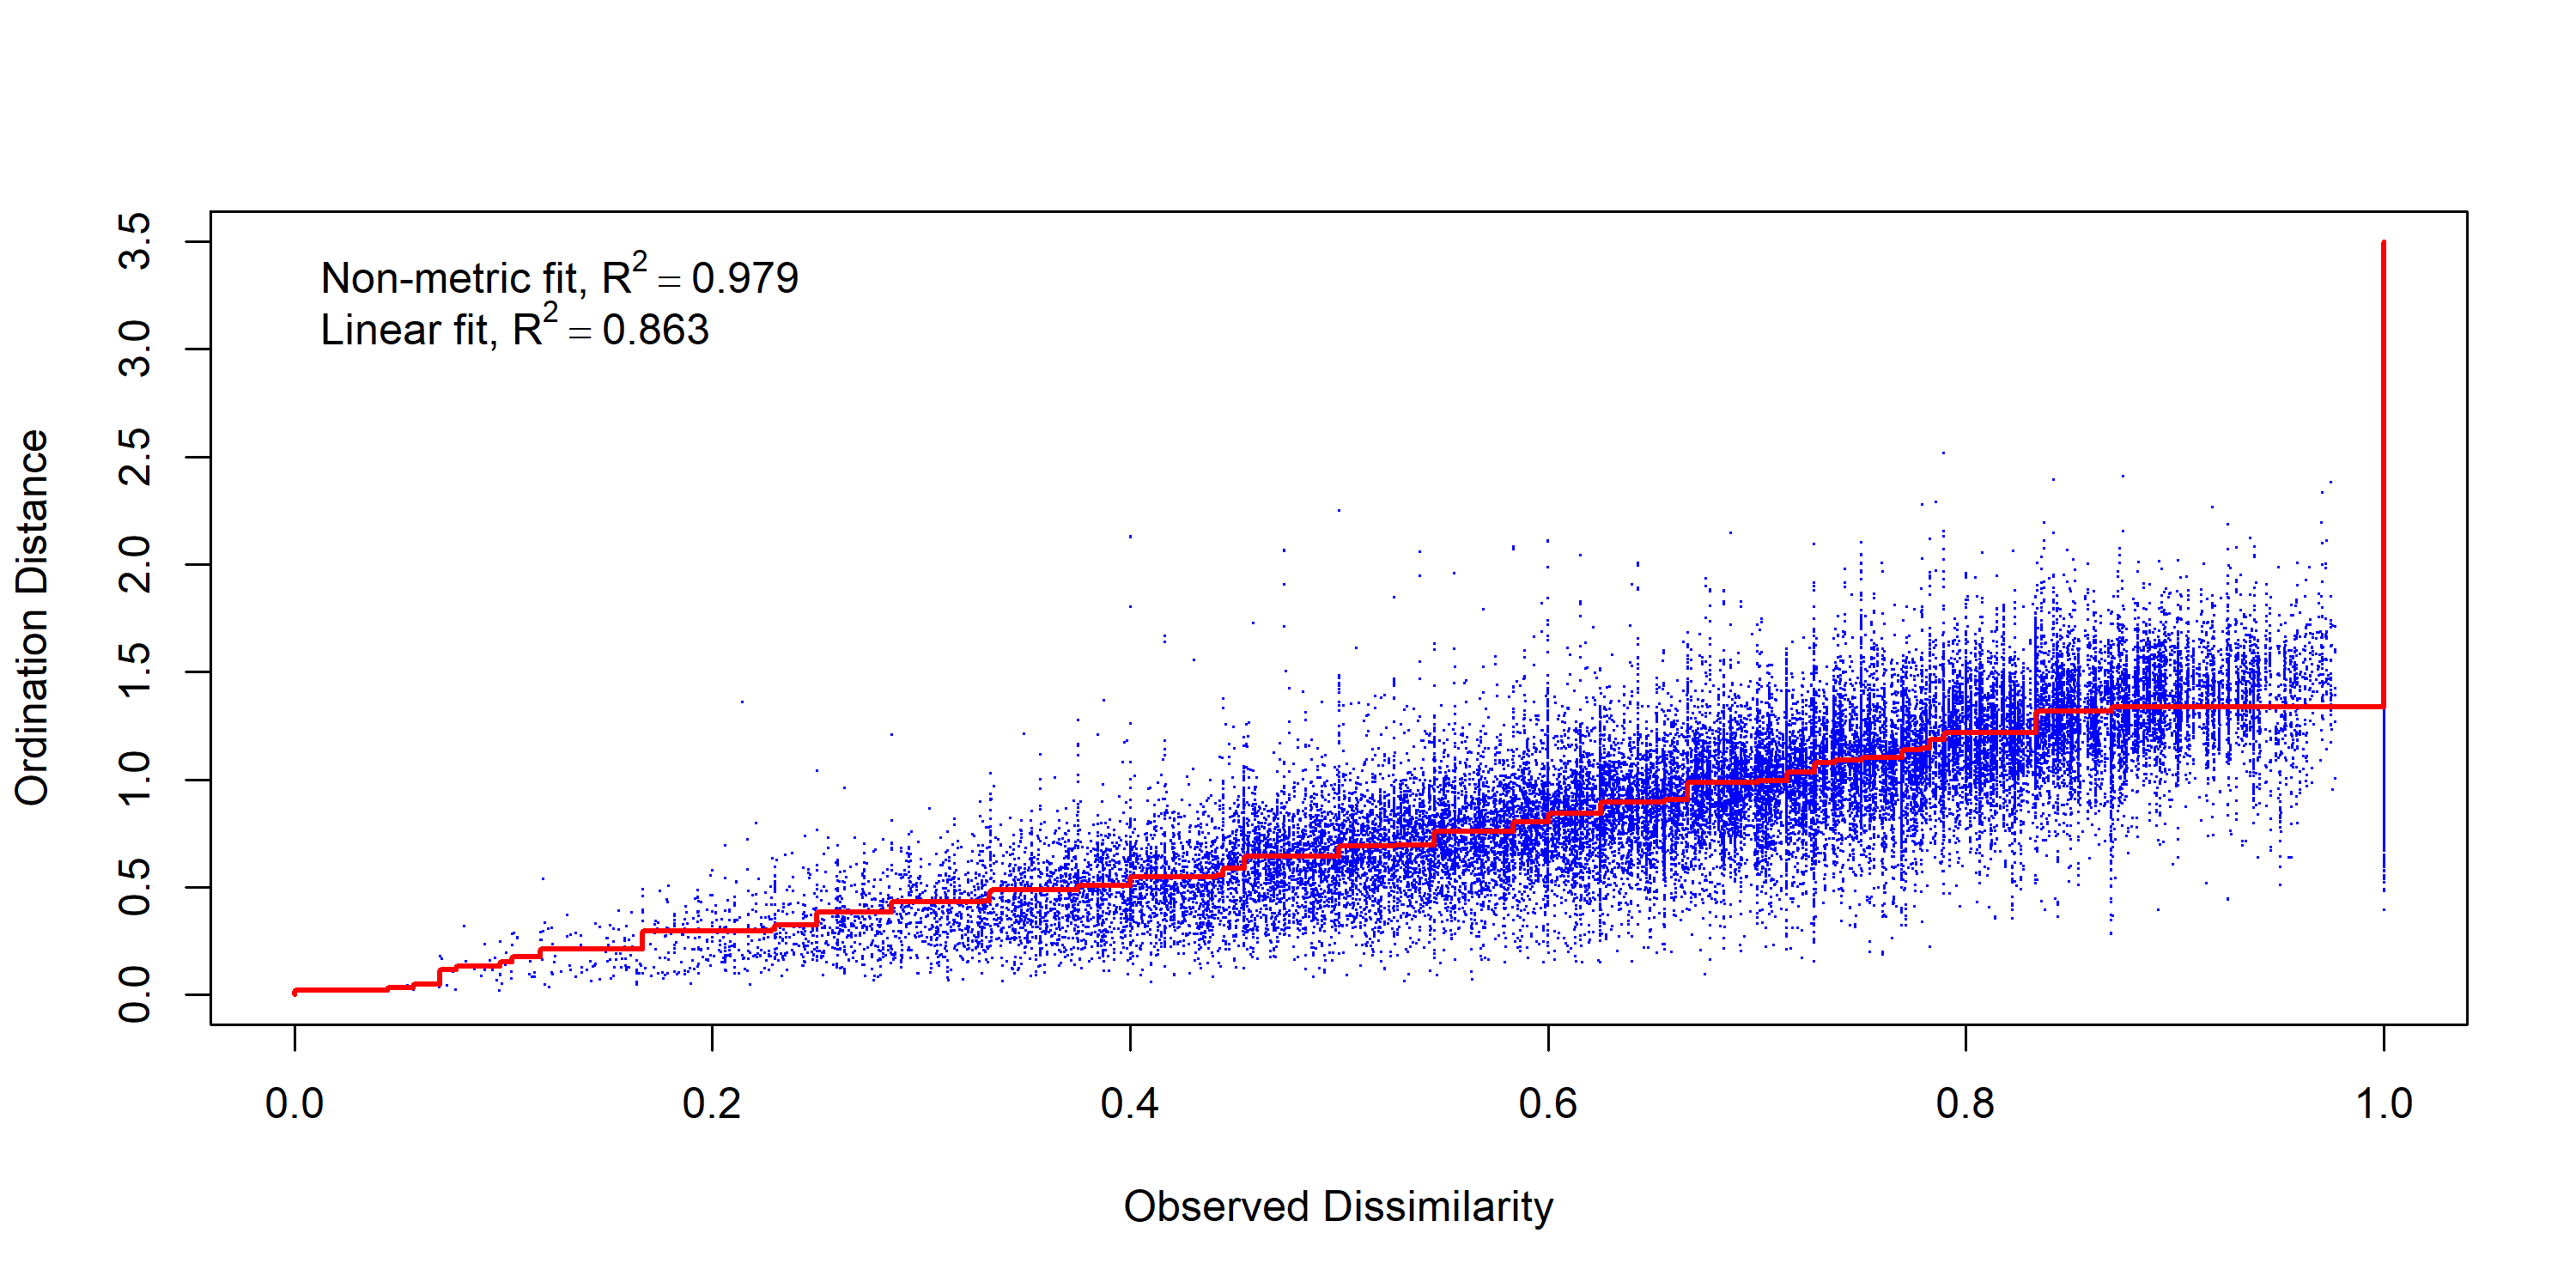 Non-metric fit, R² = 0.979
Linear fit, R² = 0.863
Ordination Distance
3.5
3.0
2.5
2.0
1.5
1.0
0.5
0.0
0.0 0.2 0.4 0.6 0.8 1.0
Observed Dissimilarity